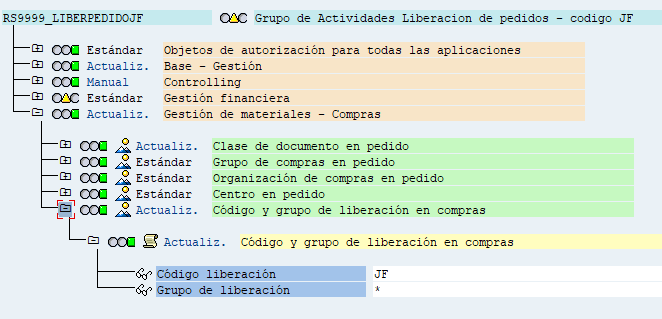 RS9999_LIBERPEDIDOJF Grupo de Actividades Liberacion de pedidos - codigo JF
Estándar Objetos de autorización para todas las aplicaciones
Actualiz. Base - Gestión
Manual Controlling
Estándar Gestión financiera
Actualiz. Gestión de materiales - Compras
Actualiz. Clase de documento en pedido
Estándar Grupo de compras en pedido
Estándar Organización de compras en pedido
Estándar Centro en pedido
Actualiz. Código y grupo de liberación en compras
Actualiz. Código y grupo de liberación en compras
Código liberación JF
Grupo de liberación *